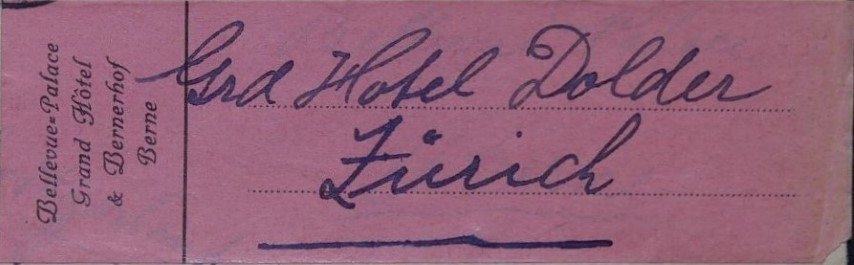 Bellevue=Palace
Grand Hôtel
& Bernerhof
Berne
Grd Hotel Dolder
Zürich